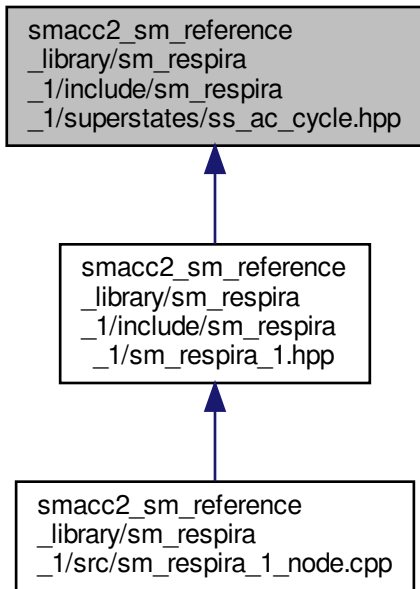 smacc2_sm_reference
_library/sm_respira
_1/include/sm_respira
_1/superstates/ss_ac_cycle.hpp
smacc2_sm_reference
_library/sm_respira
_1/include/sm_respira
_1/sm_respira_1.hpp
smacc2_sm_reference
_library/sm_respira
_1/src/sm_respira_1_node.cpp